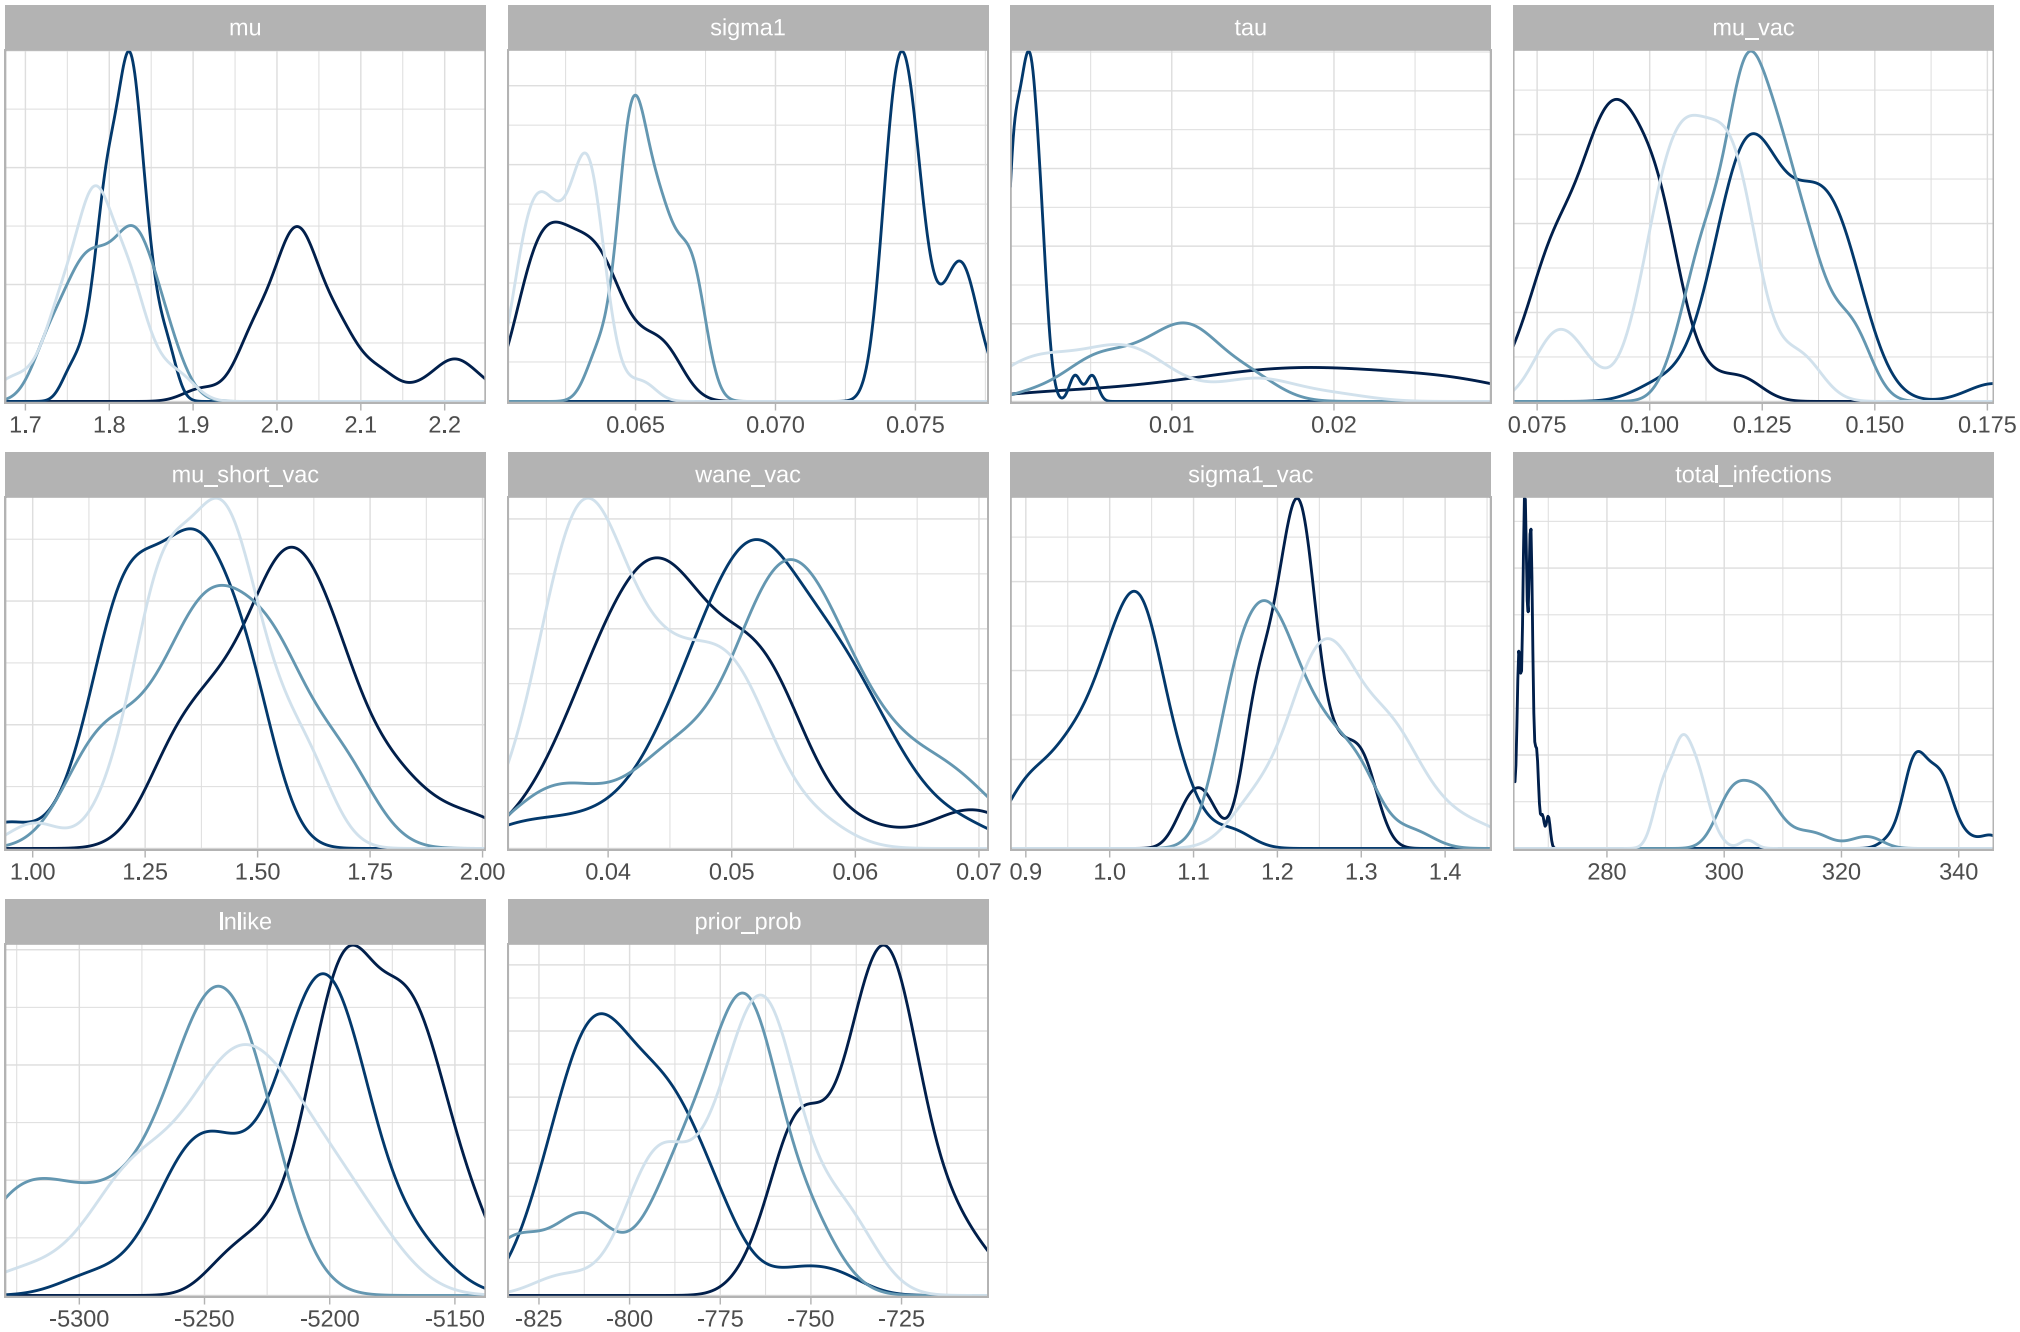 mu sigma1 tau mu_vac
1.7 1.8 1.9 2.0 2.1 2.2 0.065 0.070 0.075 0.01 0.02 0.075 0.100 0.125 0.150 0.175
mu_short_vac wane_vac sigma1_vac total_infections
1.00 1.25 1.50 1.75 2.00 0.04 0.05 0.06 0.07 0.9 1.0 1.1 1.2 1.3 1.4 280 300 320 340
lnlike prior_prob
-5300 -5250 -5200 -5150 -825 -800 -775 -750 -725